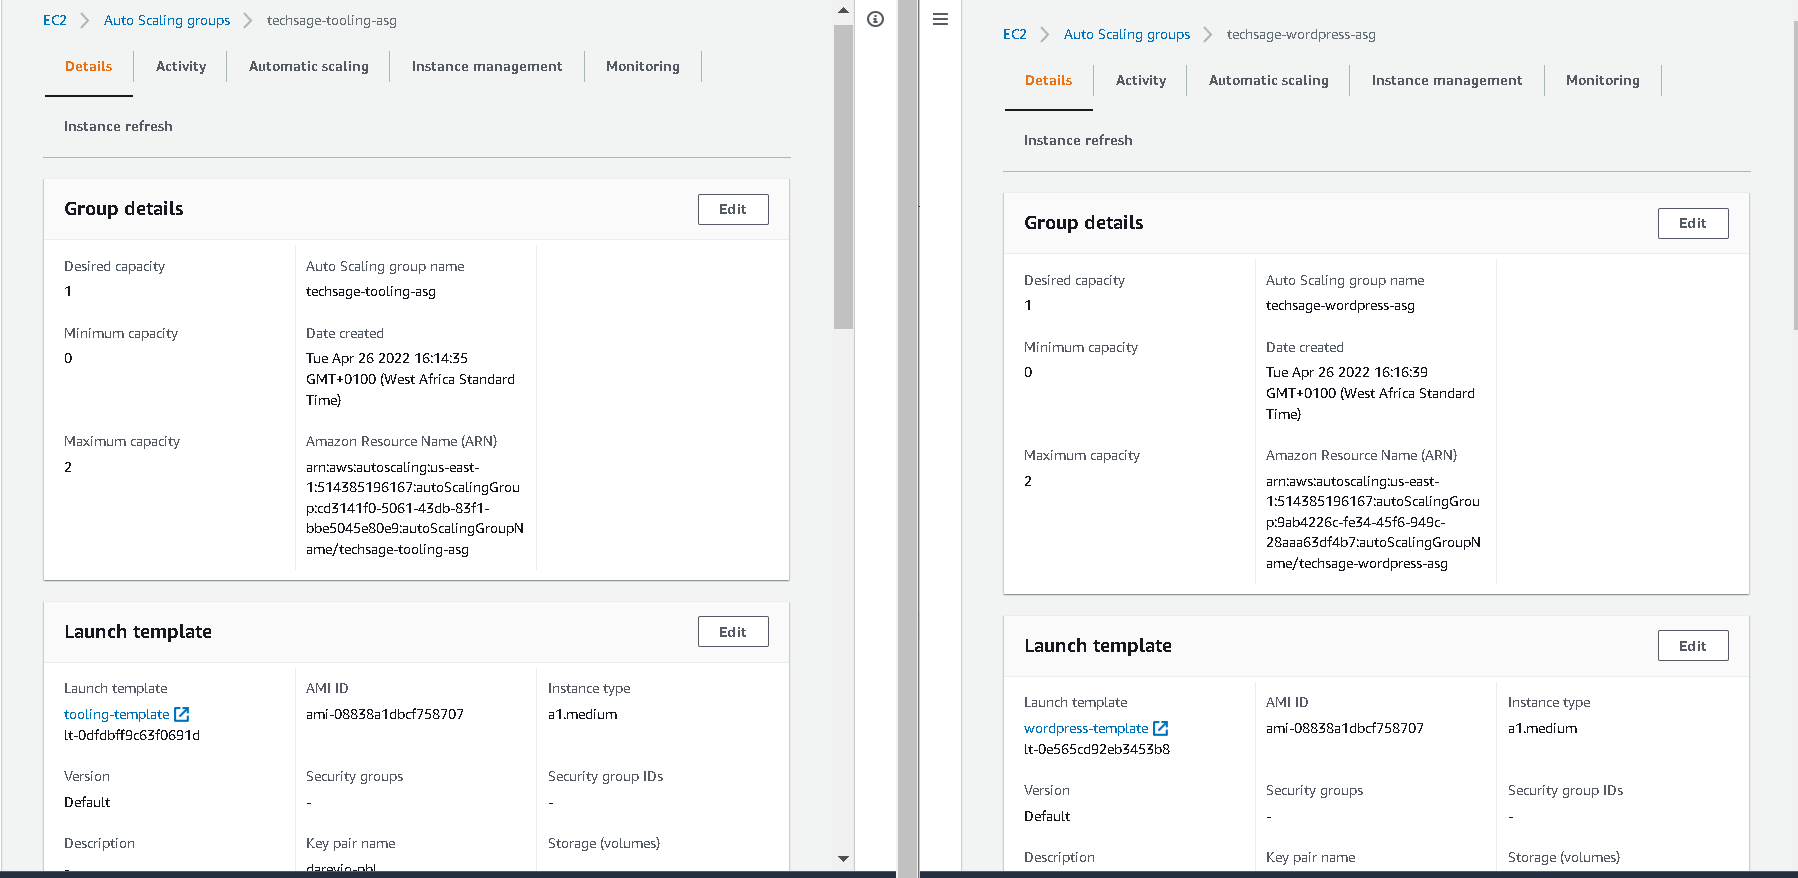 EC2 > Auto Scaling groups > techsage-tooling-asg
Details
Activity
Automatic scaling
Instance management
Monitoring
Instance refresh
Group details
Edit
Desired capacity
1
Minimum capacity
0
Maximum capacity
2
Auto Scaling group name
techsage-tooling-asg
Date created
Tue Apr 26 2022 16:14:35
GMT+0100 (West Africa Standard
Time)
Amazon Resource Name (ARN)
arn:aws:autoscaling:us-east-
1:514385196167:autoScalingGrou
p:cd3141f0-5061-43db-83f1-
bbe5045e80e9:autoScalingGroupN
ame/techsage-tooling-asg
Launch template
Edit
Launch template
tooling-template
lt-0dfdbff9c63f0691d
AMI ID
ami-08838a1dbcf758707
Instance type
a1.medium
Version
Default
Security groups
-
Security group IDs
-
Description
-
Key pair name
Storage (volumes)
EC2 > Auto Scaling groups > techsage-wordpress-asg
Details
Activity
Automatic scaling
Instance management
Monitoring
Instance refresh
Group details
Edit
Desired capacity
1
Minimum capacity
0
Maximum capacity
2
Auto Scaling group name
techsage-wordpress-asg
Date created
Tue Apr 26 2022 16:16:39
GMT+0100 (West Africa Standard
Time)
Amazon Resource Name (ARN)
arn:aws:autoscaling:us-east-
1:514385196167:autoScalingGrou
p:9ab4226c-fe34-45f6-949c-
28aaa63df4b7:autoScalingGroupN
ame/techsage-wordpress-asg
Launch template
Edit
Launch template
wordpress-template
lt-0e565cd92eb3453b8
AMI ID
ami-08838a1dbcf758707
Instance type
a1.medium
Version
Default
Security groups
-
Security group IDs
-
Description
Key pair name
Storage (volumes)